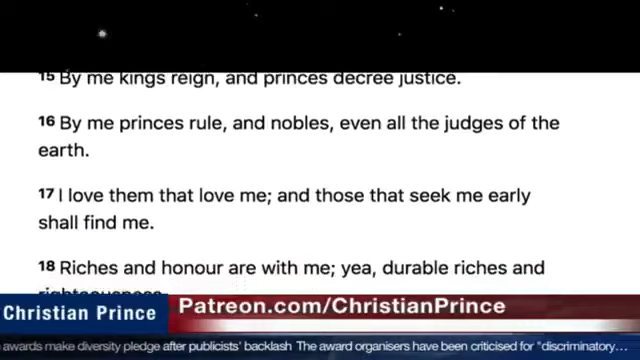 15 By me kings reign, and princes decree justice.
16 By me princes rule, and nobles, even all the judges of the
earth.
17 I love them that love me; and those that seek me early
shall find me.
18 Riches and honour are with me; yea, durable riches and
righteousness.
Christian Prince
Patreon.com/ChristianPrince
awards make diversity pledge after publicists' backlash The award organisers have been criticised for "discriminatory…